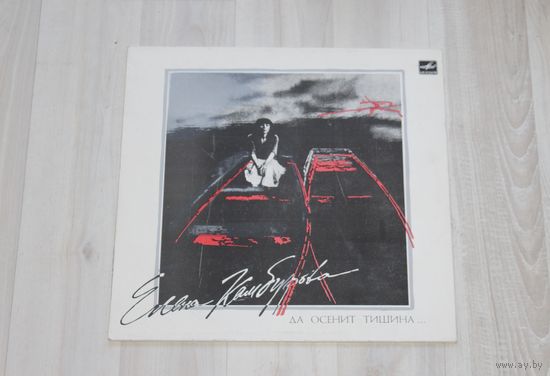 Елена Камбурова
ДА ОСЕНИТ ТИШИНА...
www.ay.by